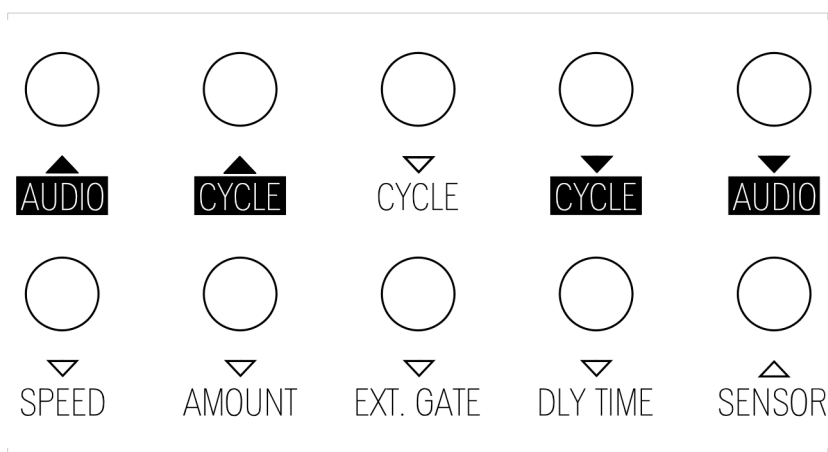 AUDIO CYCLE CYCLE CYCLE AUDIO
SPEED AMOUNT EXT. GATE DLY TIME SENSOR